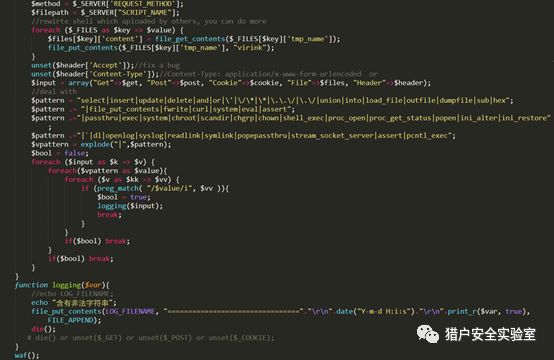 $method = $_SERVER['REQUEST_METHOD'];
$filepath = $_SERVER["SCRIPT_NAME"];
//rewirte shell which uploaded by others, you can do more
foreach ($_FILES as $key => $value) {
$files[$key]['content'] = file_get_contents($_FILES[$key]['tmp_name']);
file_put_contents($_FILES[$key]['tmp_name'], "virink");
}
unset($header['Accept']);//fix a bug
unset($header['Content-Type']);//Content-Type: application/x-www-form-urlencoded or
$input = array("Get"=>$get, "Post"=>$post, "Cookie"=>$cookie, "File"=>$files, "Header"=>$header);
//deal with
$pattern = "select|insert|update|delete|and|or|\'|\/\*|\*|\.\.\/|\.\/|union|into|load_file|outfile|dumpfile|sub|hex";
$pattern .= "|file_put_contents|fwrite|curl|system|eval|assert";
$pattern .="|passthru|exec|system|chroot|scandir|chgrp|chown|shell_exec|proc_open|proc_get_status|popen|ini_alter|ini_restore"
;
$pattern .="|`|dl|openlog|syslog|readlink|symlink|popepassthru|stream_socket_server|assert|pcntl_exec";
$vpattern = explode("|",$pattern);
$bool = false;
foreach ($input as $k => $v) {
foreach($vpattern as $value){
foreach ($v as $kk => $vv) {
if (preg_match( "/$value/i", $vv )){
$bool = true;
logging($input);
break;
}
}
if($bool) break;
}
if($bool) break;
}
}
function logging($var){
//echo LOG_FILENAME;
echo "含有非法字符串";
file_put_contents(LOG_FILENAME, "==============================="."\r\n".date("Y-m-d H:i:s")."\r\n".print_r($var, true),
FILE_APPEND);
die();
# die() or unset($_GET) or unset($_POST) or unset($_COOKIE);
}
waf();
猎户安全实验室